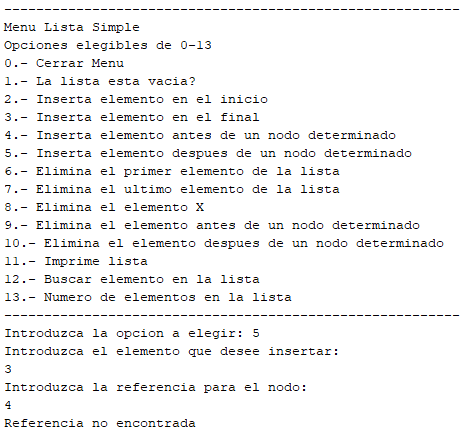 ---------------------------------------------------------
Menu Lista Simple
Opciones elegibles de 0-13
0.- Cerrar Menu
1.- La lista esta vacia?
2.- Inserta elemento en el inicio
3.- Inserta elemento en el final
4.- Inserta elemento antes de un nodo determinado
5.- Inserta elemento despues de un nodo determinado
6.- Elimina el primer elemento de la lista
7.- Elimina el ultimo elemento de la lista
8.- Elimina el elemento X
9.- Elimina el elemento antes de un nodo determinado
10.- Elimina el elemento despues de un nodo determinado
11.- Imprime lista
12.- Buscar elemento en la lista
13.- Numero de elementos en la lista
---------------------------------------------------------
Introduzca la opcion a elegir: 5
Introduzca el elemento que desee insertar:
3
Introduzca la referencia para el nodo:
4
Referencia no encontrada